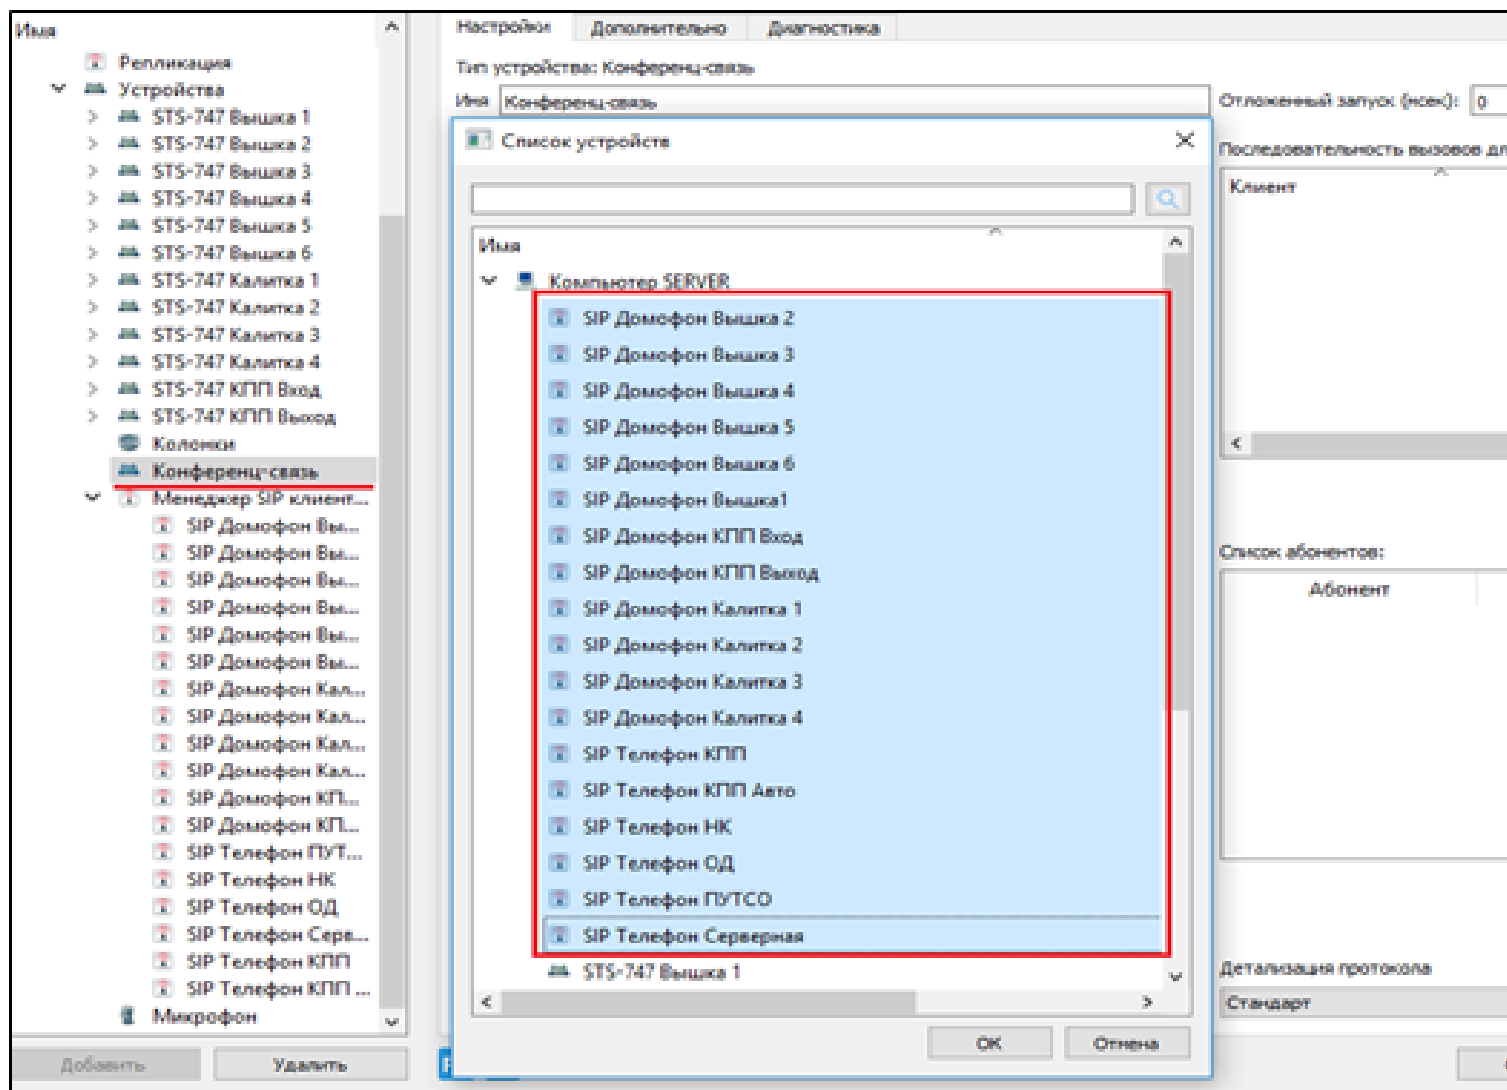 Имя
Репликация
Устройства
STS-747 Вышка 1
STS-747 Вышка 2
STS-747 Вышка 3
STS-747 Вышка 4
STS-747 Вышка 5
STS-747 Вышка 6
STS-747 Калитка 1
STS-747 Калитка 2
STS-747 Калитка 3
STS-747 Калитка 4
STS-747 КПП Вход
STS-747 КПП Выход
Колонки
Конференц-связь
Менеджер SIP клиент...
SIP Домофон Вы...
SIP Домофон Вы...
SIP Домофон Вы...
SIP Домофон Вы...
SIP Домофон Вы...
SIP Домофон Вы...
SIP Домофон Кал...
SIP Домофон Кал...
SIP Домофон Кал...
SIP Домофон Кал...
SIP Домофон КП...
SIP Домофон КП...
SIP Телефон ПУТ...
SIP Телефон НК
SIP Телефон ОД
SIP Телефон Серв...
SIP Телефон КПП
SIP Телефон КПП ...
Микрофон
Добавить
Удалить
Настройки
Дополнительно
Диагностика
Тип устройства: Конференц-связь
Имя
Конференц-связь
Отложенный запуск (мсек):
0
Список устройств
Имя
Компьютер SERVER
SIP Домофон Вышка 2
SIP Домофон Вышка 3
SIP Домофон Вышка 4
SIP Домофон Вышка 5
SIP Домофон Вышка 6
SIP Домофон Вышка1
SIP Домофон КПП Вход
SIP Домофон КПП Выход
SIP Домофон Калитка 1
SIP Домофон Калитка 2
SIP Домофон Калитка 3
SIP Домофон Калитка 4
SIP Телефон КПП
SIP Телефон КПП Авто
SIP Телефон НК
SIP Телефон ОД
SIP Телефон ПУТСО
SIP Телефон Серверная
STS-747 Вышка 1
ОК
Отмена
Последовательность вызовов дл
Клиент
Список абонентов:
Абонент
Детализация протокола
Стандарт